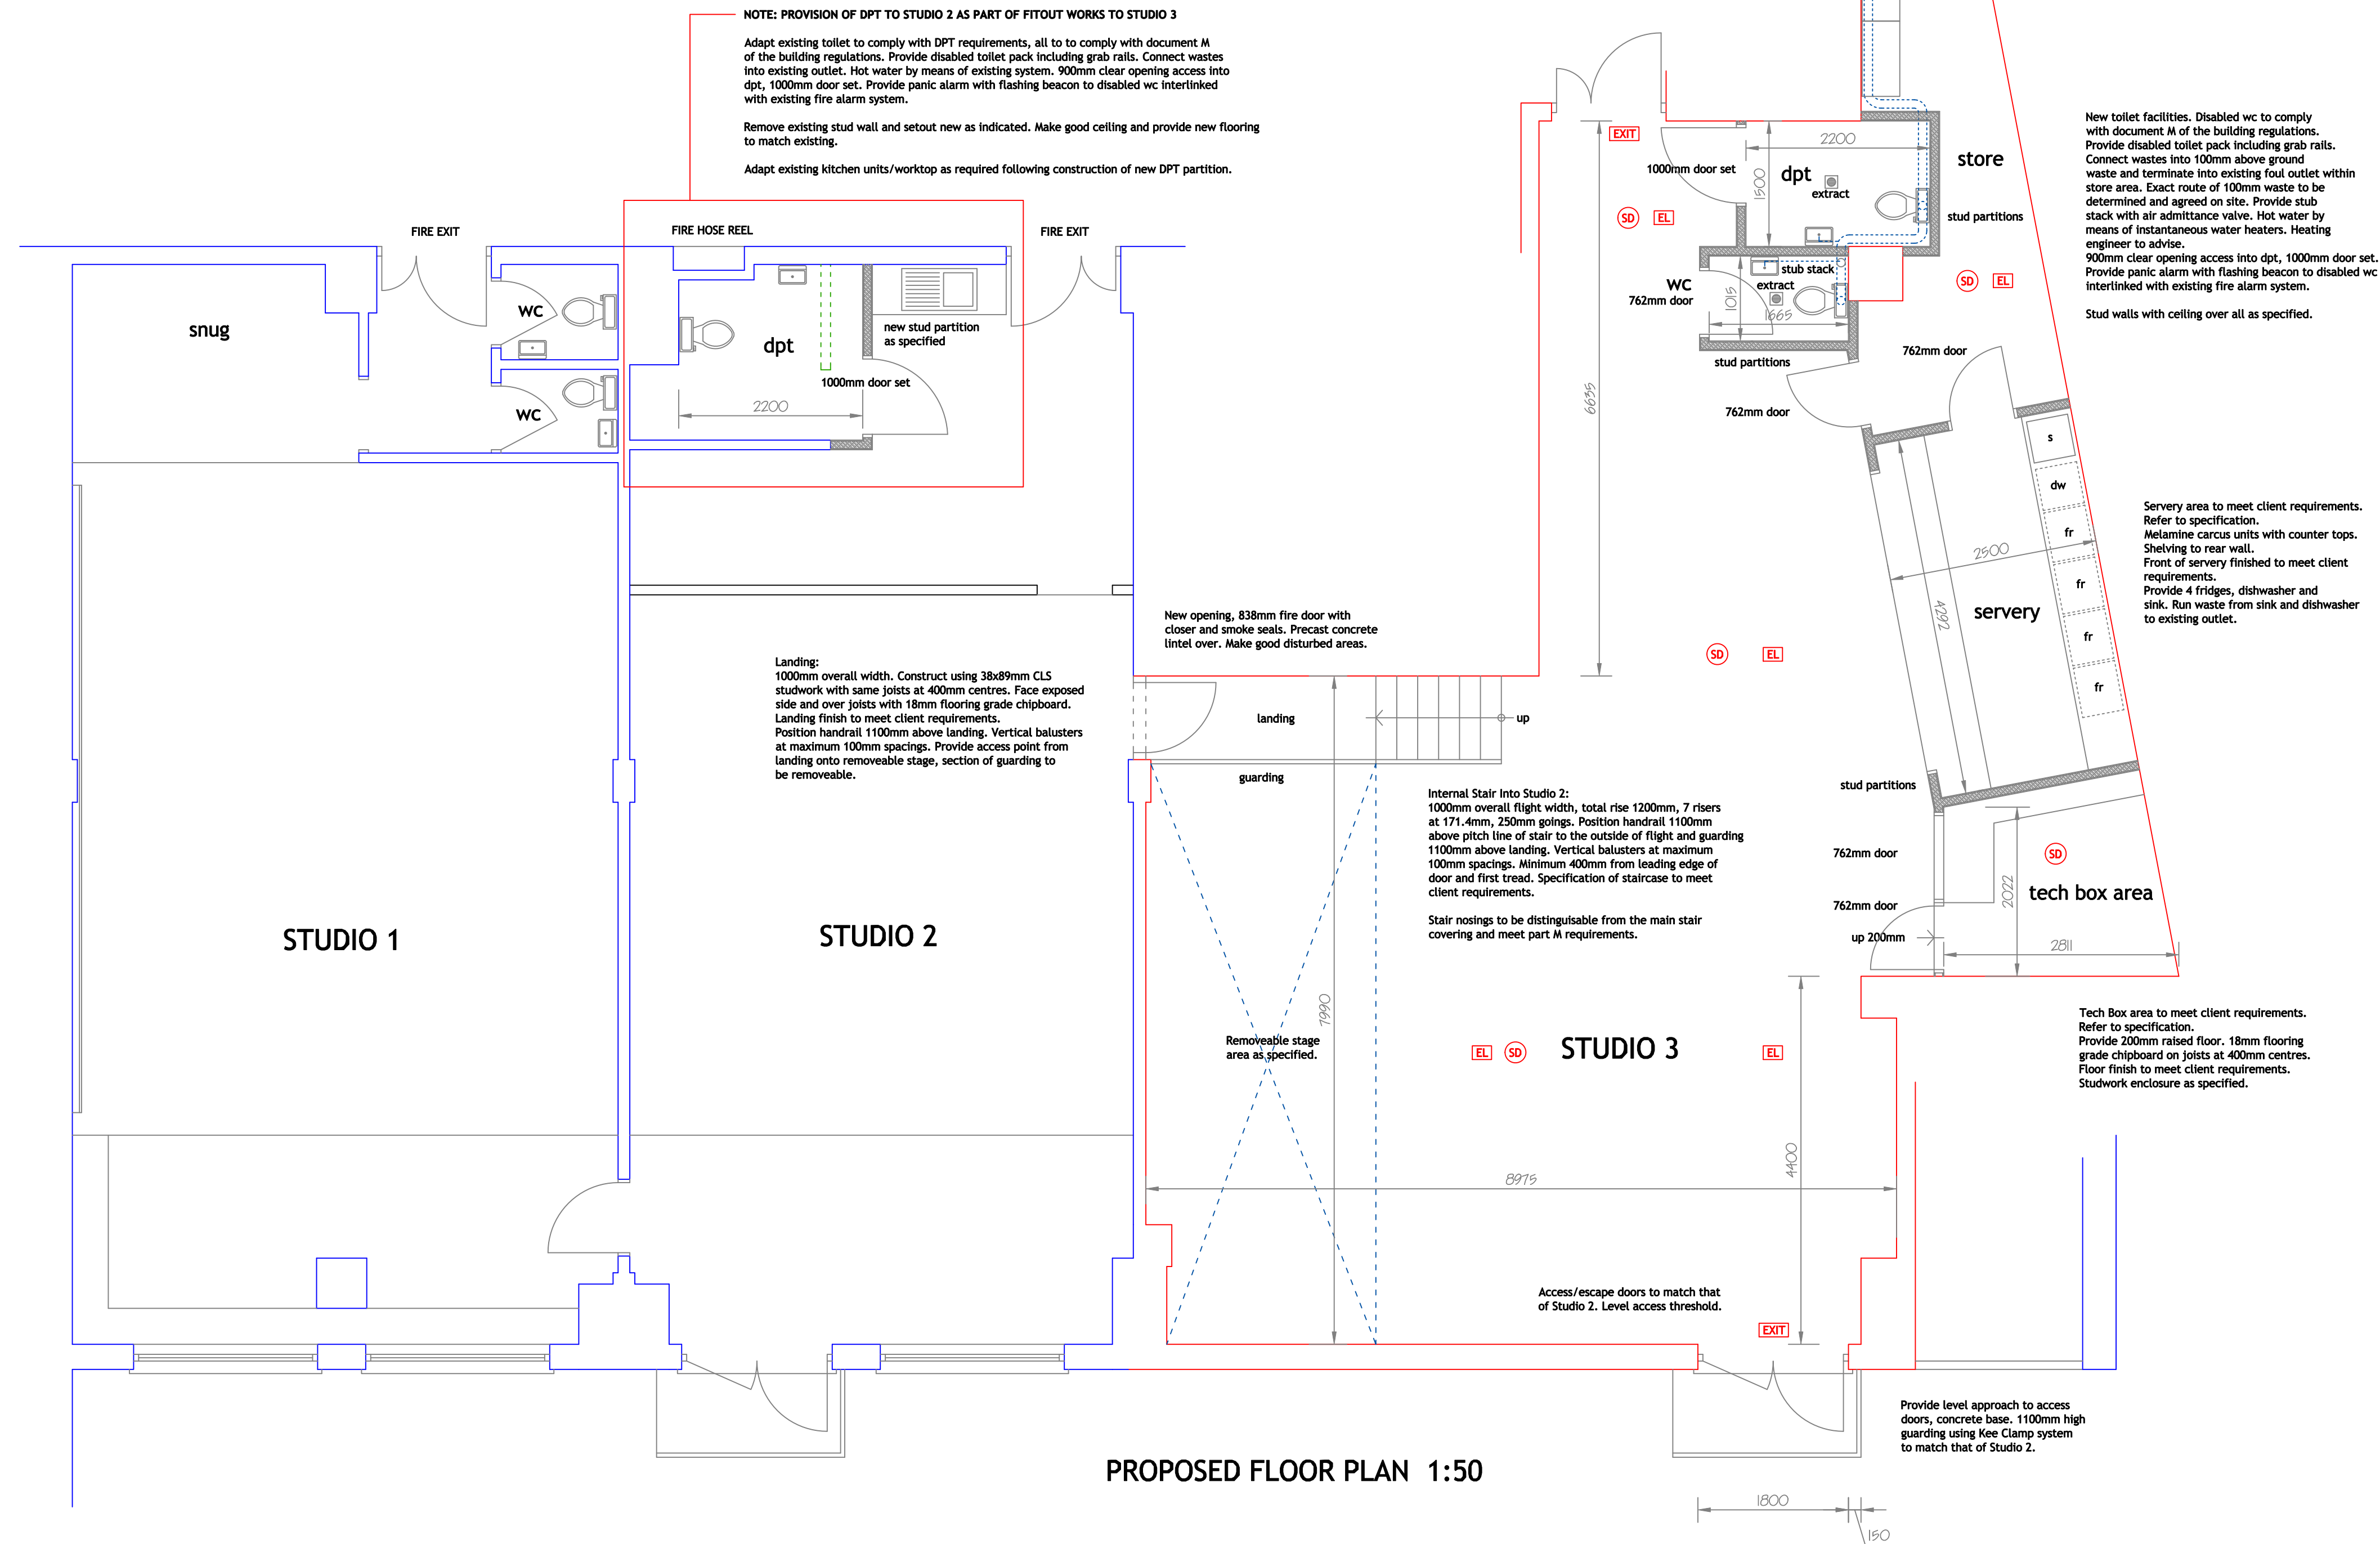 NOTE: PROVISION OF DPT TO STUDIO 2 AS PART OF FITOUT WORKS TO STUDIO 3
Adapt existing toilet to comply with DPT requirements, all to to comply with document M
of the building regulations. Provide disabled toilet pack including grab rails. Connect wastes
into existing outlet. Hot water by means of existing system. 900mm clear opening access into
dpt, 1000mm door set. Provide panic alarm with flashing beacon to disabled wc interlinked
with existing fire alarm system.
Remove existing stud wall and setout new as indicated. Make good ceiling and provide new flooring
to match existing.
Adapt existing kitchen units/worktop as required following construction of new DPT partition.
FIRE EXIT
FIRE HOSE REEL
FIRE EXIT
snug
WC
WC
dpt
new stud partition
as specified
1000mm door set
2200
EXIT
1000mm door set
2200
1500
dpt
extract
store
stud partitions
SD
EL
WC
762mm door
stub stack
extract
1015
1665
stud partitions
SD
EL
762mm door
762mm door
6635
New toilet facilities. Disabled wc to comply
with document M of the building regulations.
Provide disabled toilet pack including grab rails.
Connect wastes into 100mm above ground
waste and terminate into existing foul outlet within
store area. Exact route of 100mm waste to be
determined and agreed on site. Provide stub
stack with air admittance valve. Hot water by
means of instantaneous water heaters. Heating
engineer to advise.
900mm clear opening access into dpt, 1000mm door set.
Provide panic alarm with flashing beacon to disabled wc
interlinked with existing fire alarm system.
Stud walls with ceiling over all as specified.
s
dw
fr
fr
fr
fr
2500
4262
servery
Servery area to meet client requirements.
Refer to specification.
Melamine carcus units with counter tops.
Shelving to rear wall.
Front of servery finished to meet client
requirements.
Provide 4 fridges, dishwasher and
sink. Run waste from sink and dishwasher
to existing outlet.
New opening, 838mm fire door with
closer and smoke seals. Precast concrete
lintel over. Make good disturbed areas.
SD
EL
Landing:
1000mm overall width. Construct using 38x89mm CLS
studwork with same joists at 400mm centres. Face exposed
side and over joists with 18mm flooring grade chipboard.
Landing finish to meet client requirements.
Position handrail 1100mm above landing. Vertical balusters
at maximum 100mm spacings. Provide access point from
landing onto removeable stage, section of guarding to
be removeable.
landing
up
guarding
Internal Stair Into Studio 2:
1000mm overall flight width, total rise 1200mm, 7 risers
at 171.4mm, 250mm goings. Position handrail 1100mm
above pitch line of stair to the outside of flight and guarding
1100mm above landing. Vertical balusters at maximum
100mm spacings. Minimum 400mm from leading edge of
door and first tread. Specification of staircase to meet
client requirements.
Stair nosings to be distinguisable from the main stair
covering and meet part M requirements.
stud partitions
762mm door
762mm door
up 200mm
SD
tech box area
2022
2811
STUDIO 1
STUDIO 2
7990
Removeable stage
area as specified.
EL
SD
STUDIO 3
EL
Tech Box area to meet client requirements.
Refer to specification.
Provide 200mm raised floor. 18mm flooring
grade chipboard on joists at 400mm centres.
Floor finish to meet client requirements.
Studwork enclosure as specified.
4400
8975
Access/escape doors to match that
of Studio 2. Level access threshold.
EXIT
Provide level approach to access
doors, concrete base. 1100mm high
guarding using Kee Clamp system
to match that of Studio 2.
PROPOSED FLOOR PLAN 1:50
1800
150